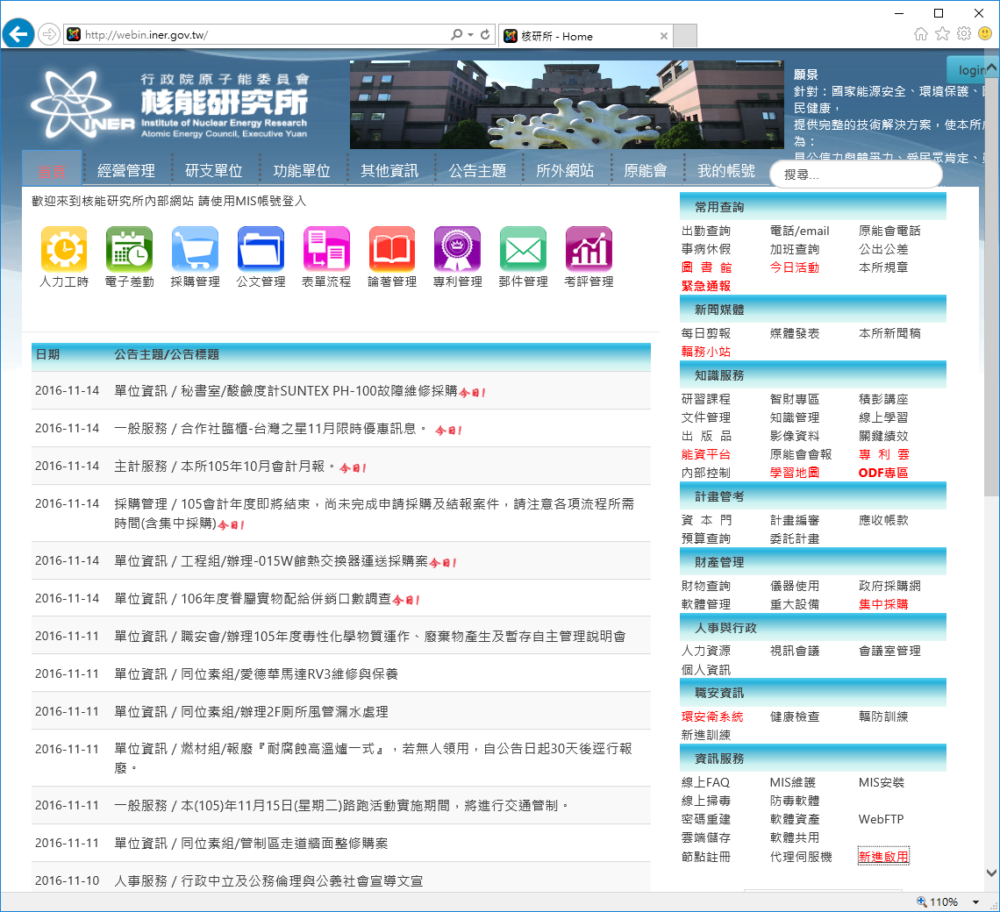 http://webin.iner.gov.tw/
核研所 - Home
login
行政院原子能委員會
核能研究所
INER
Institute of Nuclear Energy Research
Atomic Energy Council, Executive Yuan
願景
針對：國家能源安全、環境保護、
民健康，
提供完整的技術解決方案，使本所
為：
首頁
經營管理
研支單位
功能單位
其他資訊
公告主題
所外網站
原能會
我的帳號
搜尋...
歡迎來到核能研究所內部網站 請使用MIS帳號登入
人力工時
電子差勤
採購管理
公文管理
表單流程
論著管理
專利管理
郵件管理
考評管理
日期 公告主題/公告標題
2016-11-14 單位資訊 / 秘書室/酸鹼度計SUNTEX PH-100故障維修採購今日!
2016-11-14 一般服務 / 合作社臨櫃-台灣之星11月限時優惠訊息。 今日!
2016-11-14 主計服務 / 本所105年10月會計月報。今日!
2016-11-14 採購管理 / 105會計年度即將結束，尚未完成申請採購及結報案件，請注意各項流程所需
時間(含集中採購)今日!
2016-11-14 單位資訊 / 工程組/辦理-015W館熱交換器運送採購案今日!
2016-11-14 單位資訊 / 106年度眷屬實物配給併銷口數調查今日!
2016-11-11 單位資訊 / 職安會/辦理105年度毒性化學物質運作、廢棄物產生及暫存自主管理說明會
2016-11-11 單位資訊 / 同位素組/愛德華馬達RV3維修與保養
2016-11-11 單位資訊 / 同位素組/辦理2F厠所風管漏水處理
2016-11-11 單位資訊 / 燃材組/報廢『耐腐蝕高溫爐一式』，若無人領用，自公告日起30天後逕行報
廢。
2016-11-11 一般服務 / 本(105)年11月15日(星期二)路跑活動實施期間，將進行交通管制。
2016-11-11 單位資訊 / 同位素組/管制區走道牆面整修購案
2016-11-10 人事服務 / 行政中立及公務倫理與公義社會宣導文宣
常用查詢
出勤查詢 電話/email 原能會電話
事病休假 加班查詢 公出公差
圖 書 館 今日活動 本所規章
緊急通報
新聞媒體
每日剪報 媒體發表 本所新聞稿
輻務小站
知識服務
研習課程 智財專區 積彭講座
文件管理 知識管理 線上學習
出 版 品 影像資料 關鍵績效
能資平台 原能會會報 專 利 雲
內部控制 學習地圖 ODF專區
計畫管考
資 本 門 計畫編審 應收帳款
預算查詢 委託計畫
財產管理
財物查詢 儀器使用 政府採購網
軟體管理 重大設備 集中採購
人事與行政
人力資源 視訊會議 會議室管理
個人資訊
職安資訊
環安衛系統 健康檢查 輻防訓練
新進訓練
資訊服務
線上FAQ MIS維護 MIS安裝
線上掃毒 防毒軟體
密碼重建 軟體資產 WebFTP
雲端儲存 軟體共用
節點註冊 代理伺服機 新進啟用
110%